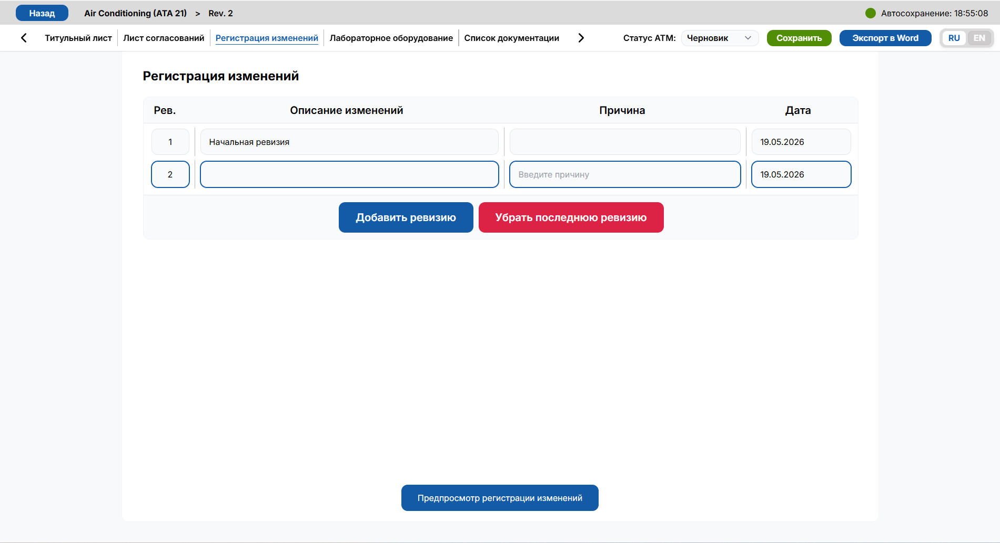 Назад Air Conditioning (ATA 21) > Rev. 2 Автосохранение: 18:55:08
Титульный лист Лист согласований Регистрация изменений Лабораторное оборудование Список документации Статус АТМ: Черновик Сохранить Экспорт в Word RU EN
Регистрация изменений
Рев. Описание изменений Причина Дата
1 Начальная ревизия 19.05.2026
2 Введите причину 19.05.2026
Добавить ревизию Убрать последнюю ревизию
Предпросмотр регистрации изменений